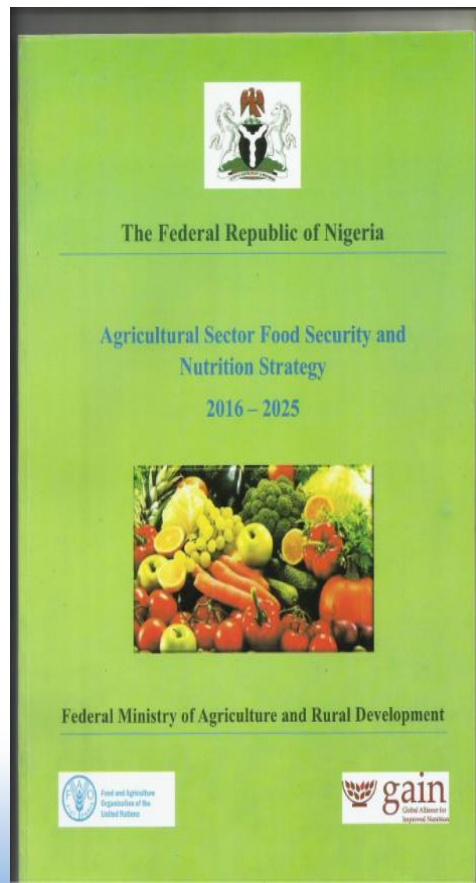 The Federal Republic of Nigeria
Agricultural Sector Food Security and
Nutrition Strategy
2016 – 2025
Federal Ministry of Agriculture and Rural Development
Food and Agriculture
Organization of the
United Nations
gain
Global Alliance for
Improved Nutrition